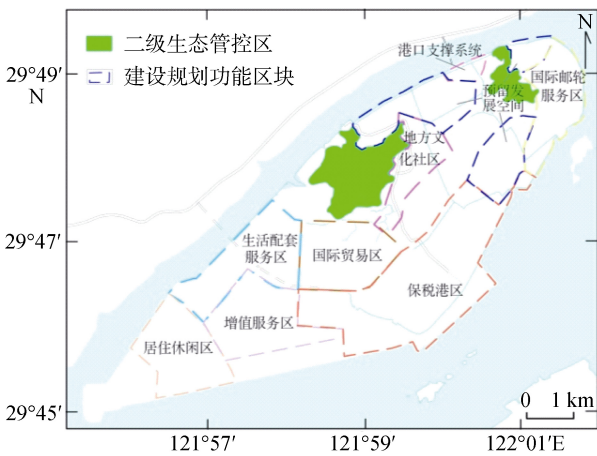 N
二级生态管控区
建设规划功能区块
港口支撑系统
国际邮轮
服务区
预留发
展空间
地方文
化社区
生活配套
服务区
国际贸易区
保税港区
增值服务区
居住休闲区
29°49′
N
29°47′
29°45′
0 1 km
121°57′
121°59′
122°01′E